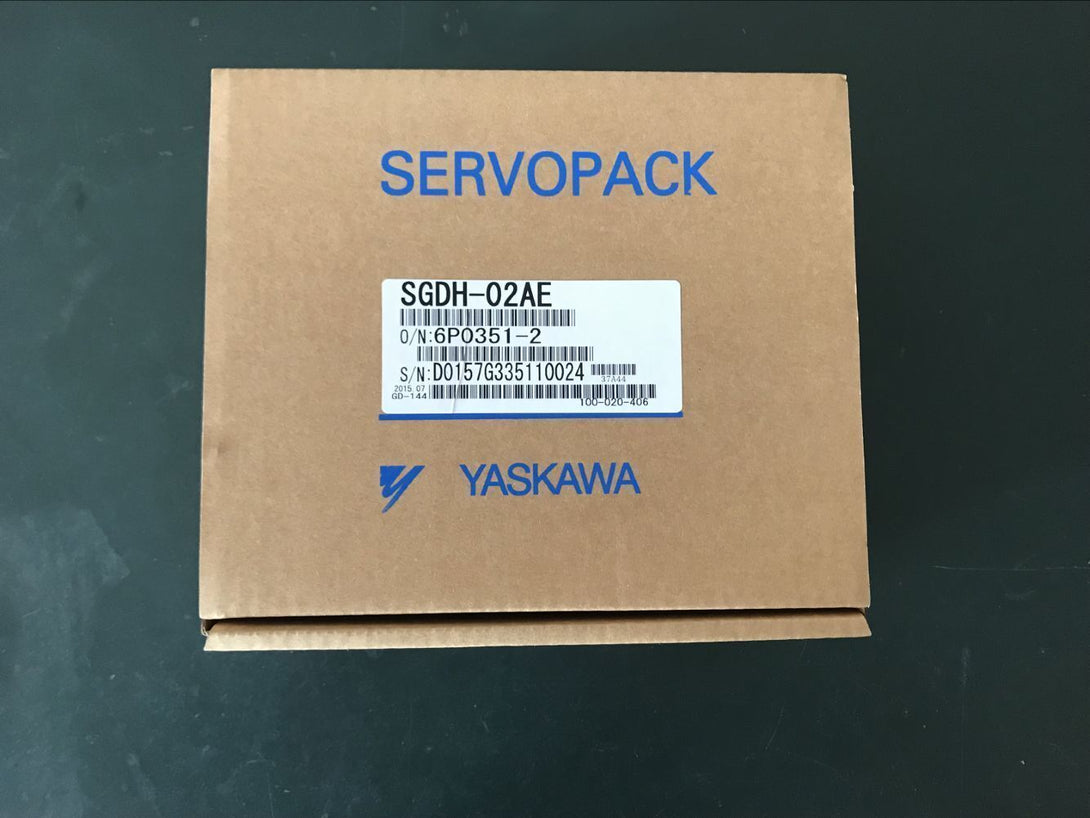 SERVOPACK
SGDH-02AE
O/N:6P0351-2
S/N:D0157G335110024
37A44
2015.07
GD-144
100-020-406
YASKAWA